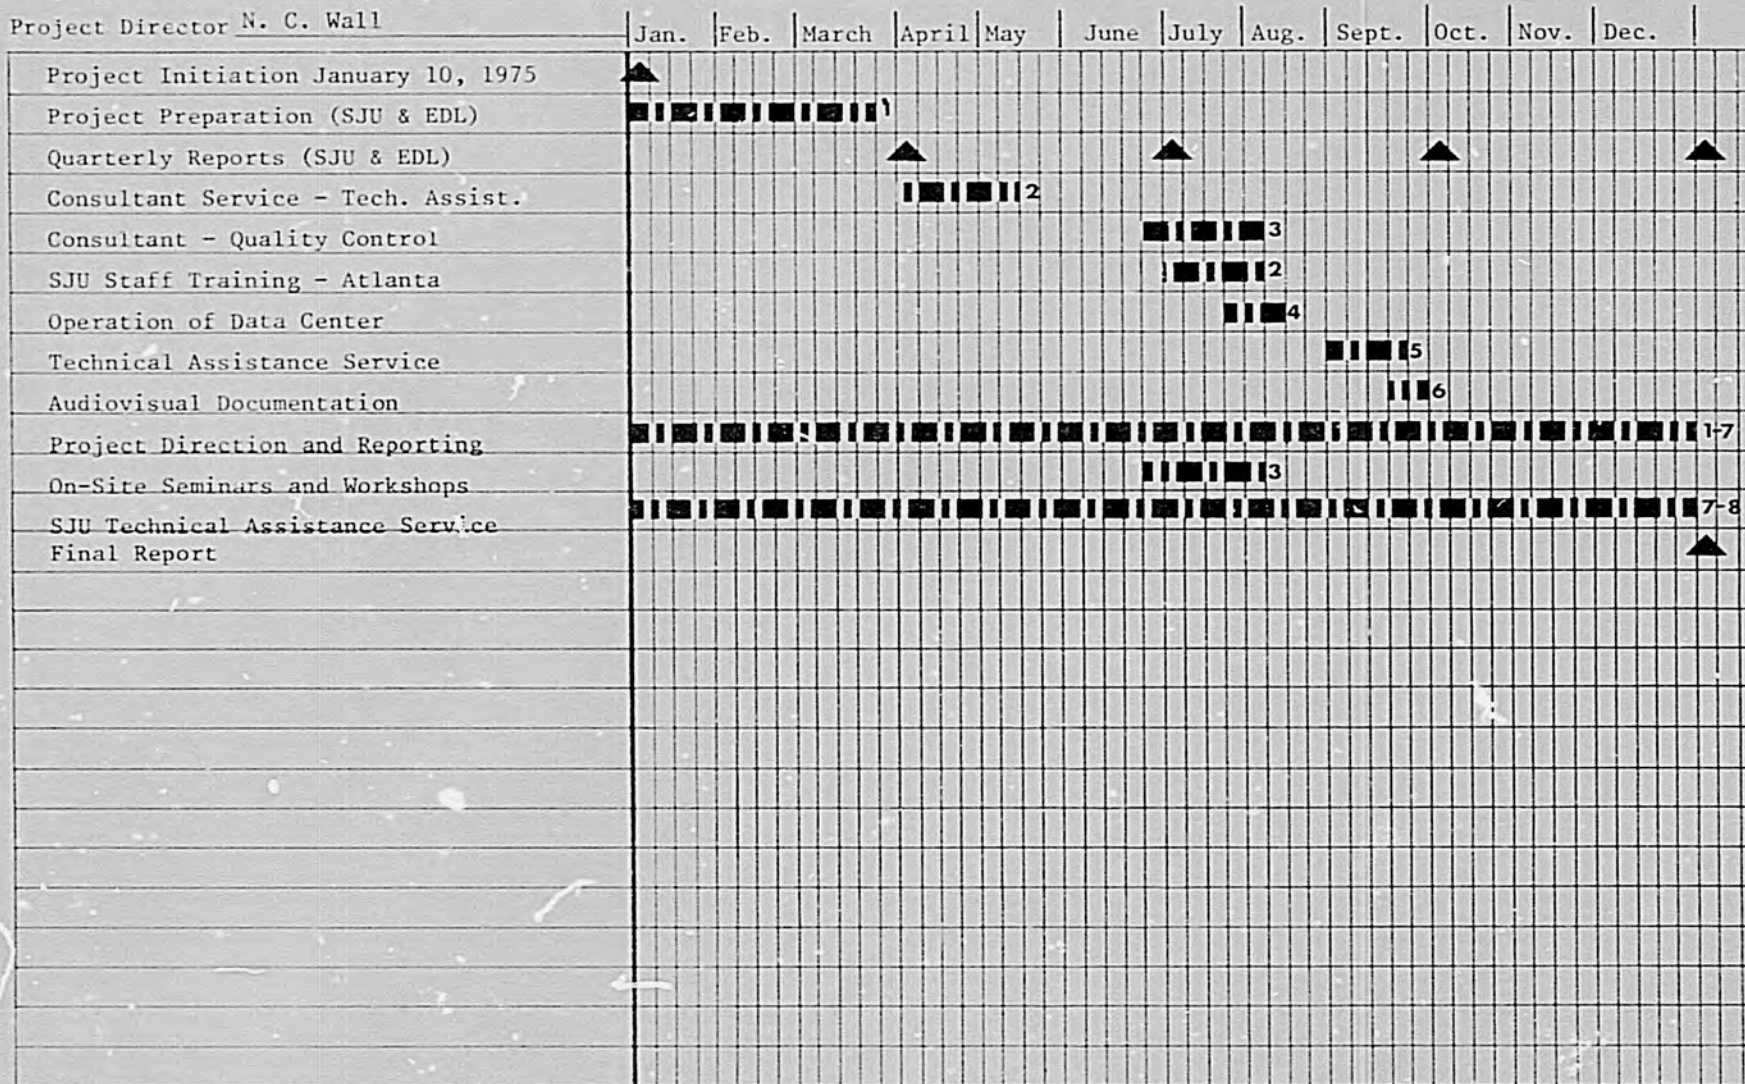 Project Director N. C. Wall
Jan. Feb. March April May June July Aug. Sept. Oct. Nov. Dec.
Project Initiation January 10, 1975
Project Preparation (SJU & EDL) 1
Quarterly Reports (SJU & EDL)
Consultant Service - Tech. Assist. 2
Consultant - Quality Control 3
SJU Staff Training - Atlanta 2
Operation of Data Center 4
Technical Assistance Service 5
Audiovisual Documentation 6
Project Direction and Reporting 1-7
On-Site Seminars and Workshops 3
SJU Technical Assistance Service 7-8
Final Report